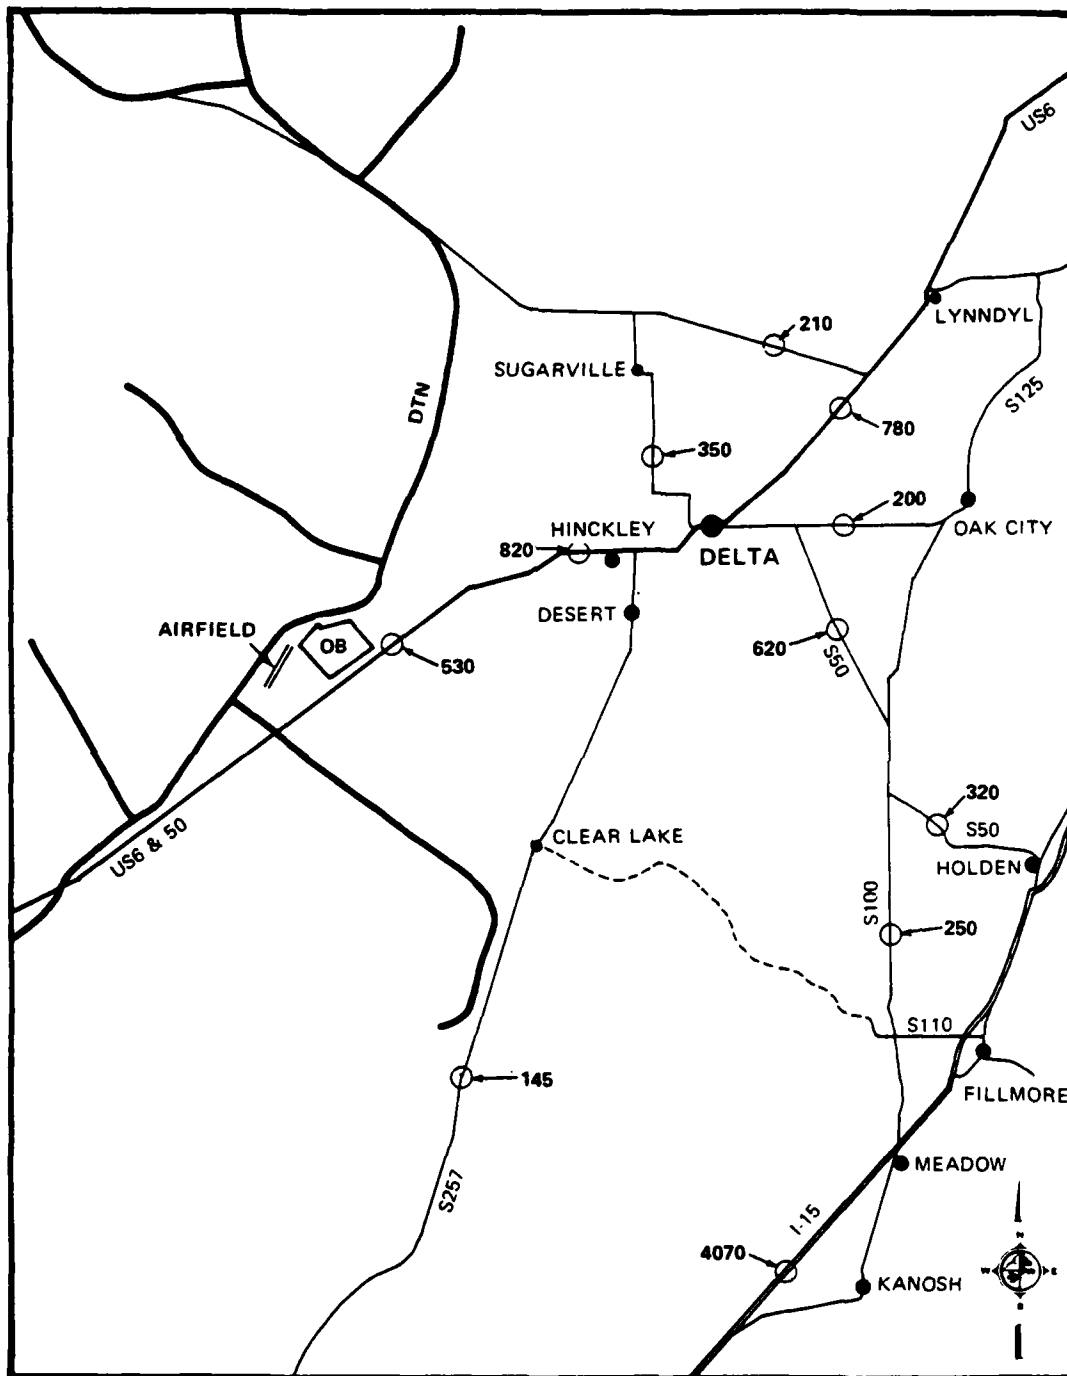 US6
LYNNDYL
210
SUGARVILLE
DTN
S125
780
350
200
HINCKLEY
OAK CITY
820
DELTA
DESERT
AIRFIELD
OB
620
S50
530
320
US6 & 50
CLEAR LAKE
S50
HOLDEN
S100
250
S110
145
FILLMORE
MEADOW
S257
I-15
4070
N
W
E
S
KANOSH